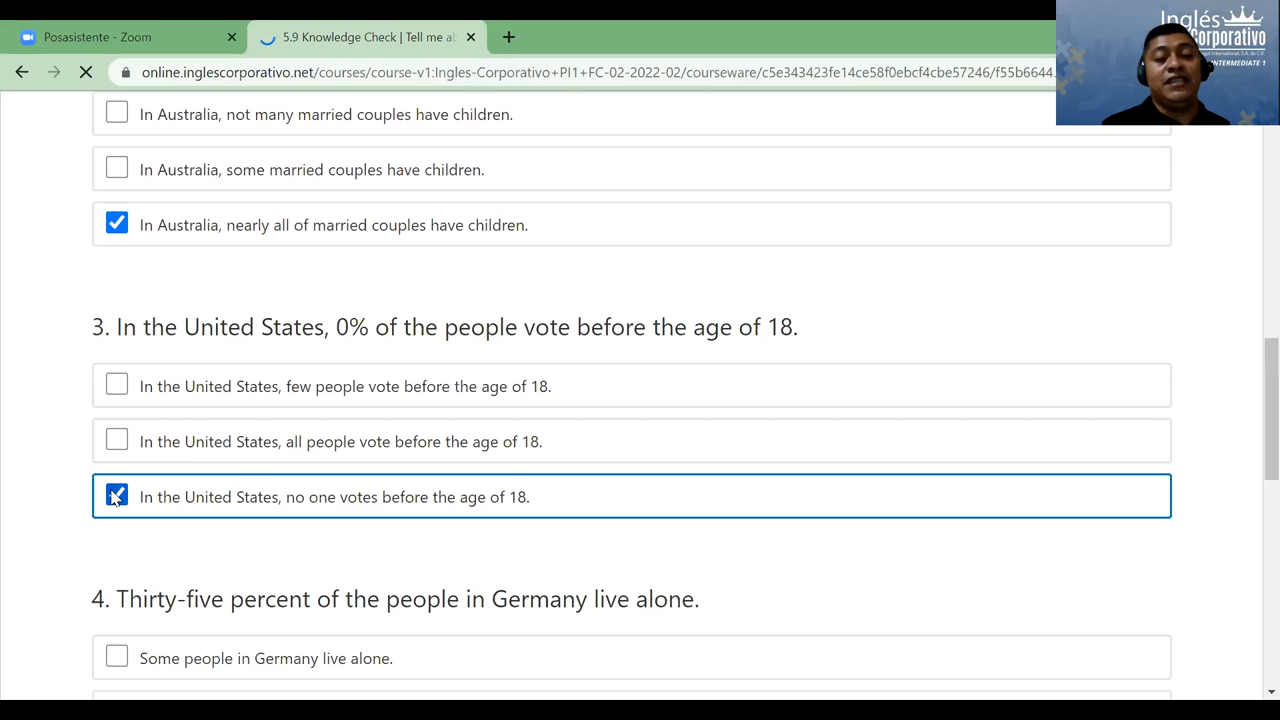 Posasistente - Zoom
5.9 Knowledge Check | Tell me ab
online.inglescorporativo.net/courses/course-v1:Ingles-Corporativo+PI1+FC-02-2022-02/courseware/c5e343423fe14ce58f0ebcf4cbe57246/f55b6644.
Inglés
Corporativo
INTERMEDIATE 1
In Australia, not many married couples have children.
In Australia, some married couples have children.
In Australia, nearly all of married couples have children.
3. In the United States, 0% of the people vote before the age of 18.
In the United States, few people vote before the age of 18.
In the United States, all people vote before the age of 18.
In the United States, no one votes before the age of 18.
4. Thirty-five percent of the people in Germany live alone.
Some people in Germany live alone.